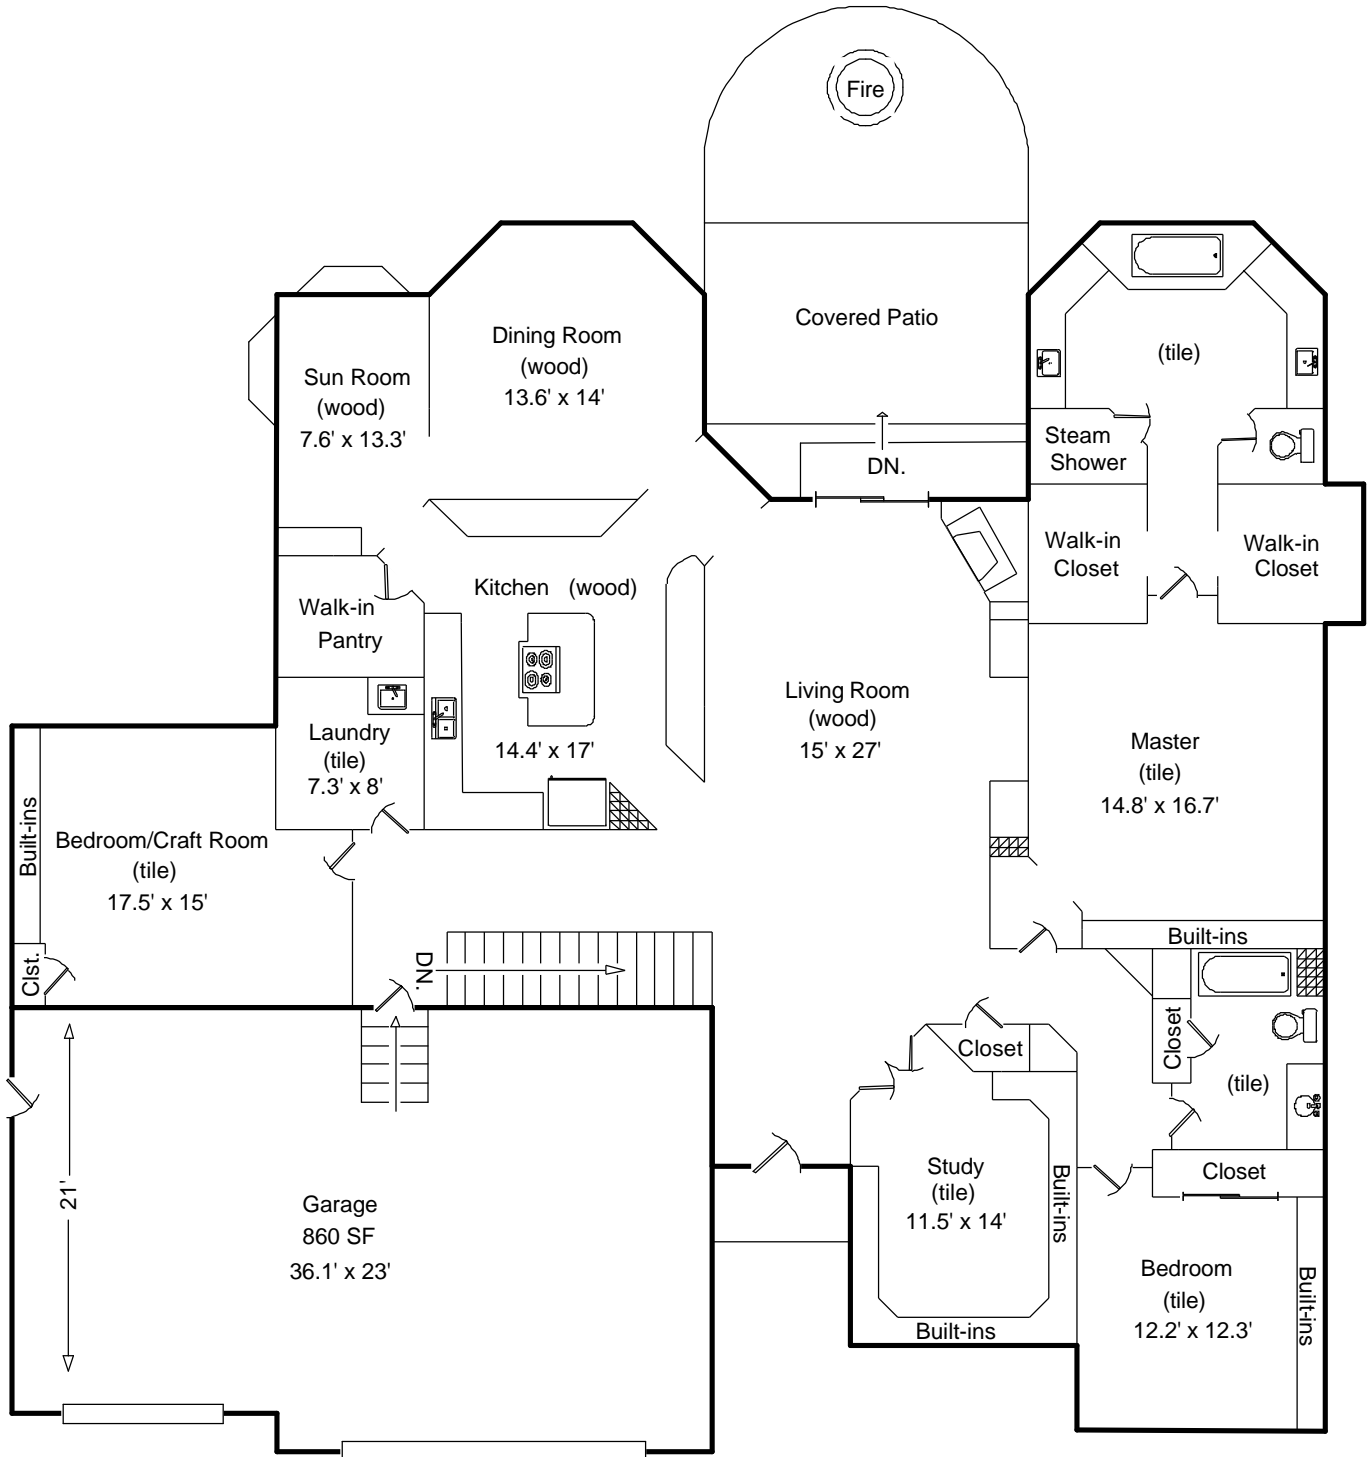 Fire
Covered Patio
DN.
Dining Room
(wood)
13.6' x 14'
Sun Room
(wood)
7.6' x 13.3'
(tile)
Steam
Shower
Walk-in
Closet
Walk-in
Closet
Kitchen (wood)
14.4' x 17'
Walk-in
Pantry
Living Room
(wood)
15' x 27'
Laundry
(tile)
7.3' x 8'
Master
(tile)
14.8' x 16.7'
Built-ins
Bedroom/Craft Room
(tile)
17.5' x 15'
Built-ins
Clst.
DN.
Closet
Closet
(tile)
Closet
21'
Garage
860 SF
36.1' x 23'
Study
(tile)
11.5' x 14'
Built-ins
Built-ins
Bedroom
(tile)
12.2' x 12.3'
Built-ins